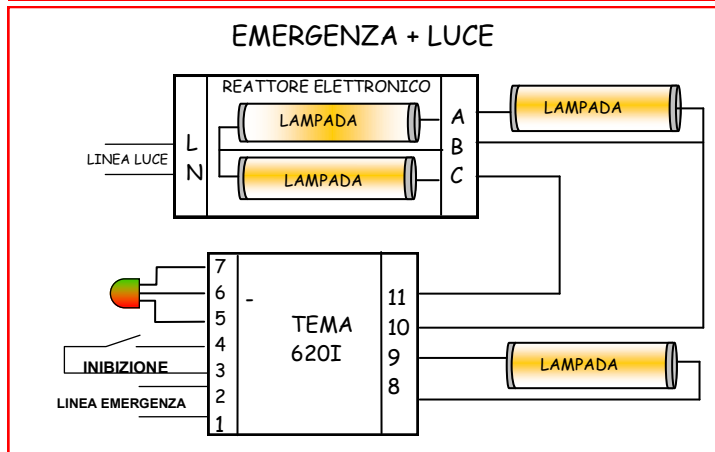 EMERGENZA + LUCE
REATTORE ELETTRONICO
LAMPADA
LAMPADA
LAMPADA
A
B
C
L
N
LINEA LUCE
7
6
5
4
3
2
1
-
TEMA
620I
11
10
9
8
LAMPADA
INIBIZIONE
LINEA EMERGENZA